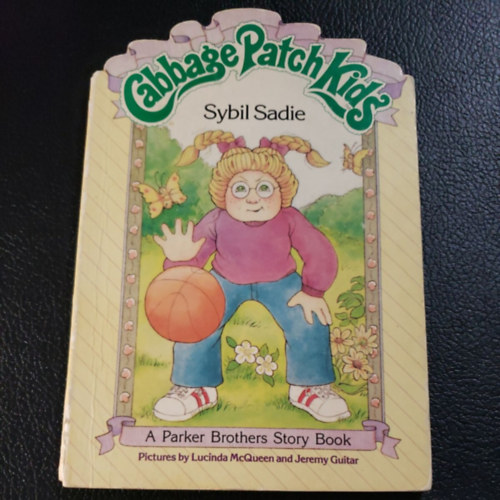 Cabbage Patch Kids
Sybil Sadie
A Parker Brothers Story Book
Pictures by Lucinda McQueen and Jeremy Guitar